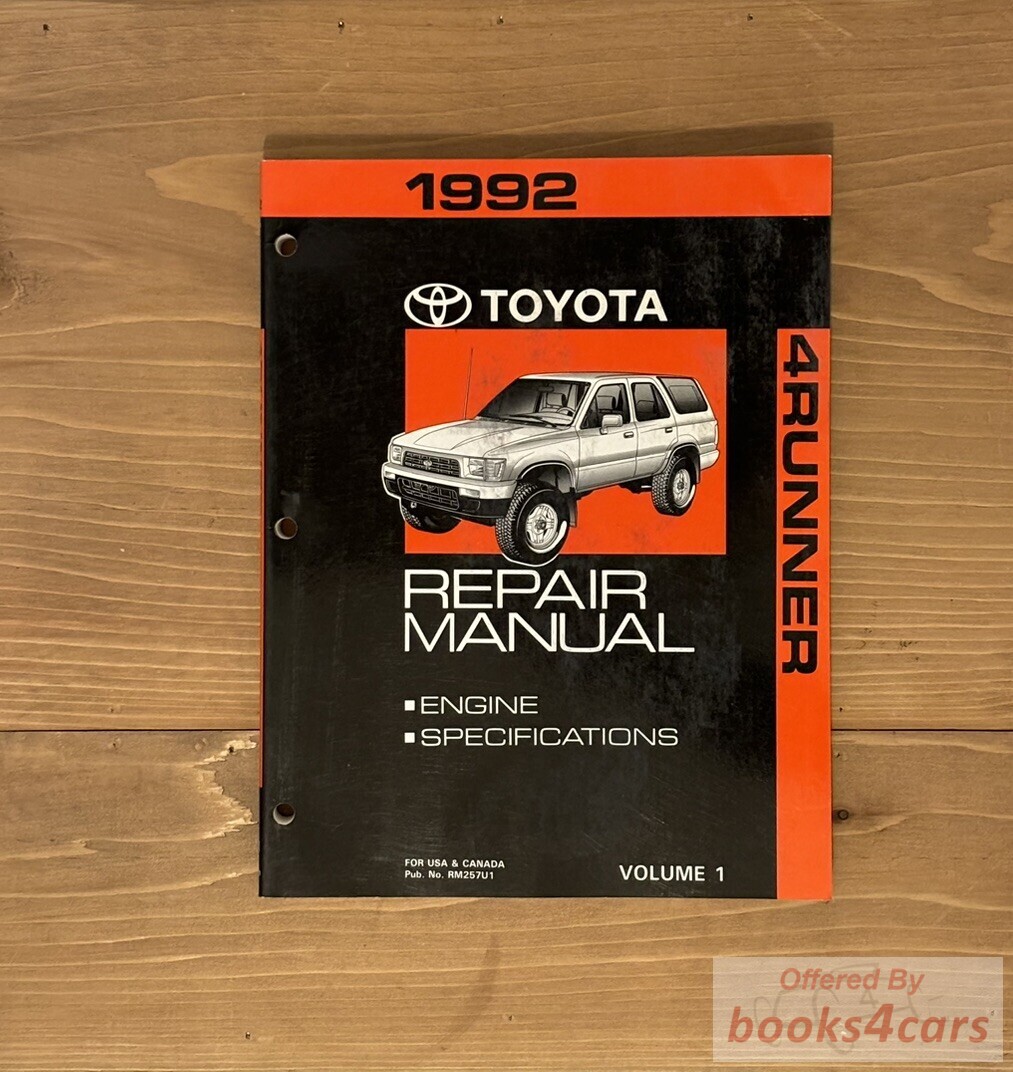 1992
TOYOTA
4RUNNER
REPAIR
MANUAL
■ ENGINE
■ SPECIFICATIONS
FOR USA & CANADA
Pub. No. RM257U1
VOLUME 1
Offered By
books4cars